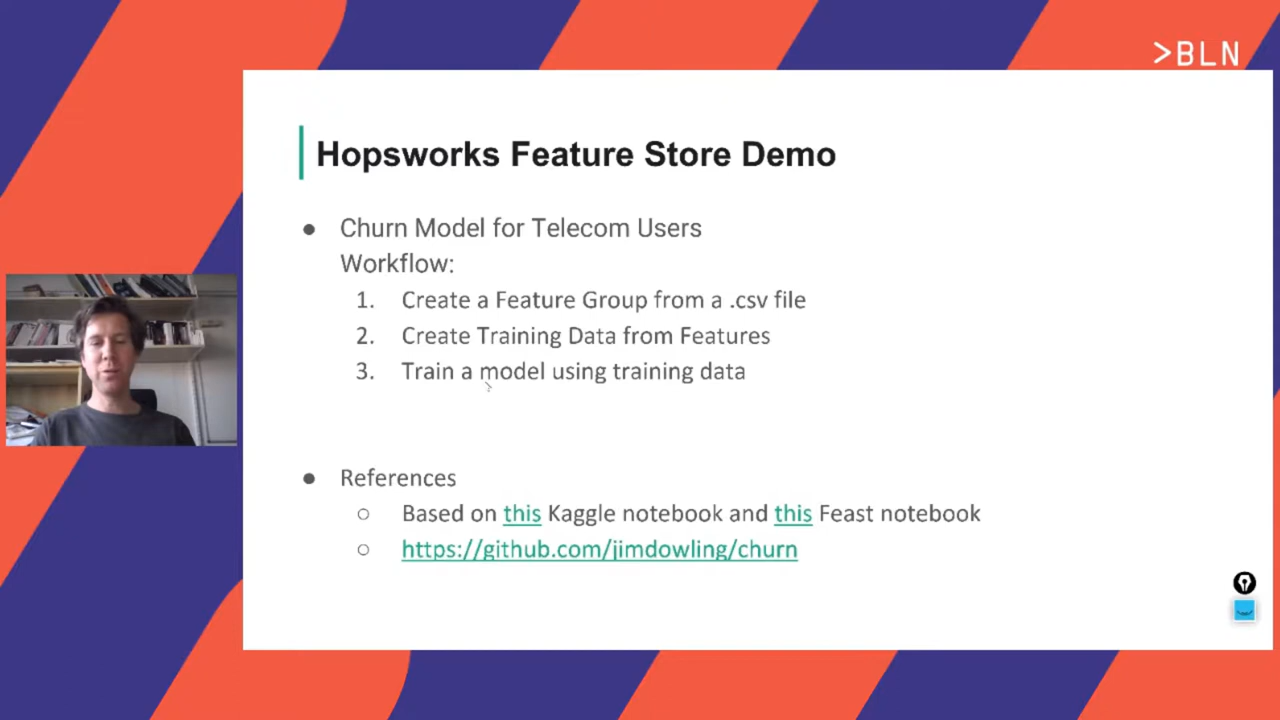 >BLN
Hopsworks Feature Store Demo
● Churn Model for Telecom Users
Workflow:
1. Create a Feature Group from a .csv file
2. Create Training Data from Features
3. Train a model using training data
● References
○ Based on this Kaggle notebook and this Feast notebook
○ https://github.com/jimdowling/churn